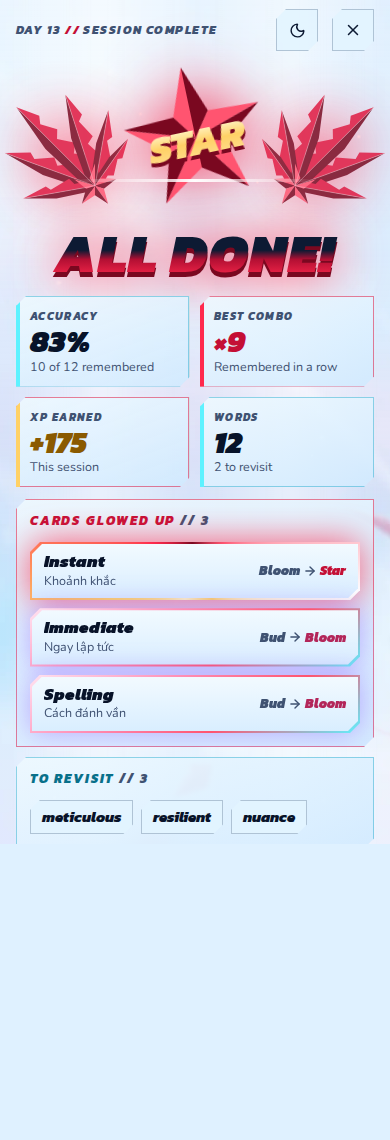 DAY 13 // SESSION COMPLETE
STAR
ALL DONE!
ACCURACY
83%
10 of 12 remembered
BEST COMBO
×9
Remembered in a row
XP EARNED
+175
This session
WORDS
12
2 to revisit
CARDS GLOWED UP // 3
Instant
Khoảnh khắc
Bloom → Star
Immediate
Ngay lập tức
Bud → Bloom
Spelling
Cách đánh vần
Bud → Bloom
TO REVISIT // 3
meticulous
resilient
nuance